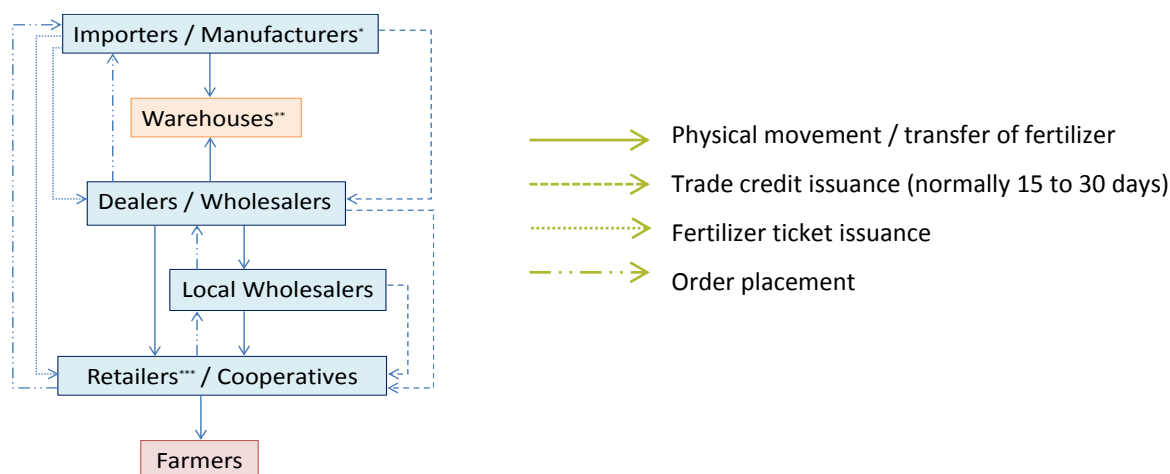 Importers / Manufacturers*
Warehouses**
Dealers / Wholesalers
Local Wholesalers
Retailers*** / Cooperatives
Farmers
Physical movement / transfer of fertilizer
Trade credit issuance (normally 15 to 30 days)
Fertilizer ticket issuance
Order placement